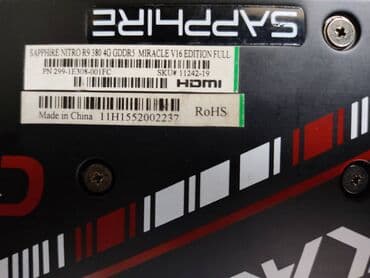 SAPPHIRE
SAPPHIRE NITRO R9 380 4G GDDR5 MIRACLE V16 EDITION FULL
PN 299-1E308-001FC SKU# 11242-19
HDMI
Made in China 11H1552002237 RoHS